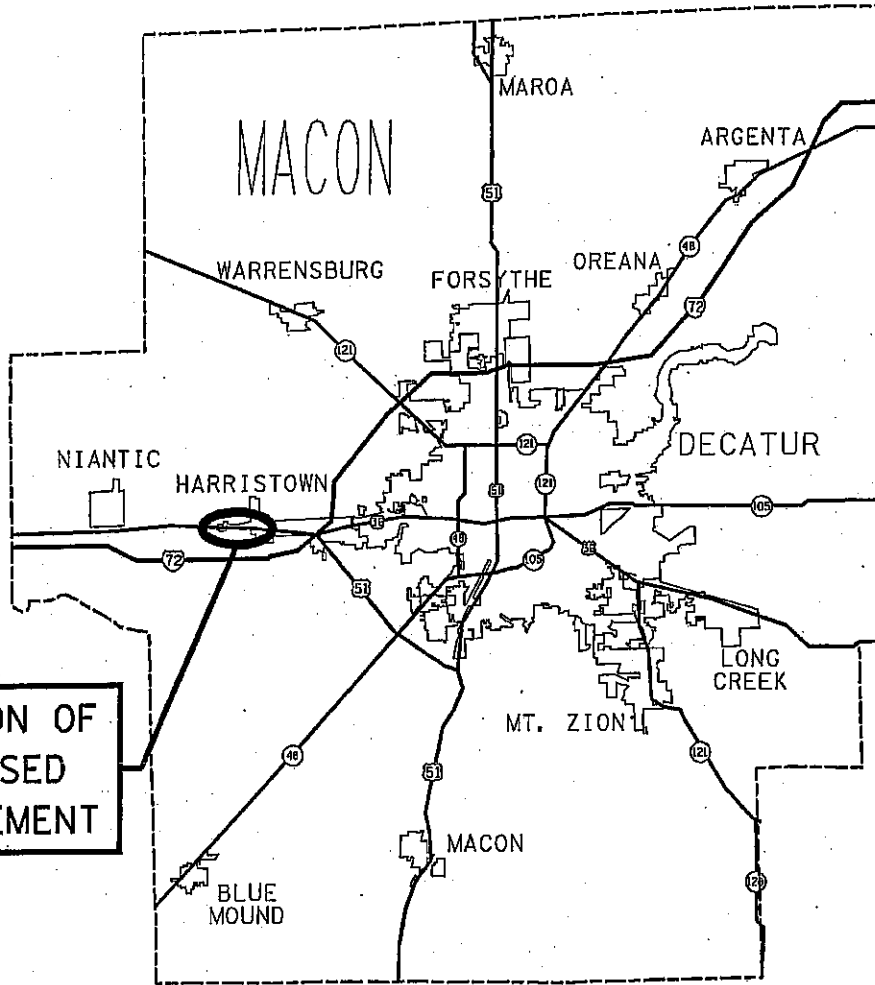 MAROA
MACON
ARGENTA
51
48
WARRENSBURG
FORSYTHE
OREANA
72
121
DECATUR
NIANTIC
HARRISTOWN
121
51
121
105
36
48
105
36
72
51
LONG
CREEK
ON OF
SED
EMENT
MT. ZION
48
51
121
MACON
BLUE
MOUND